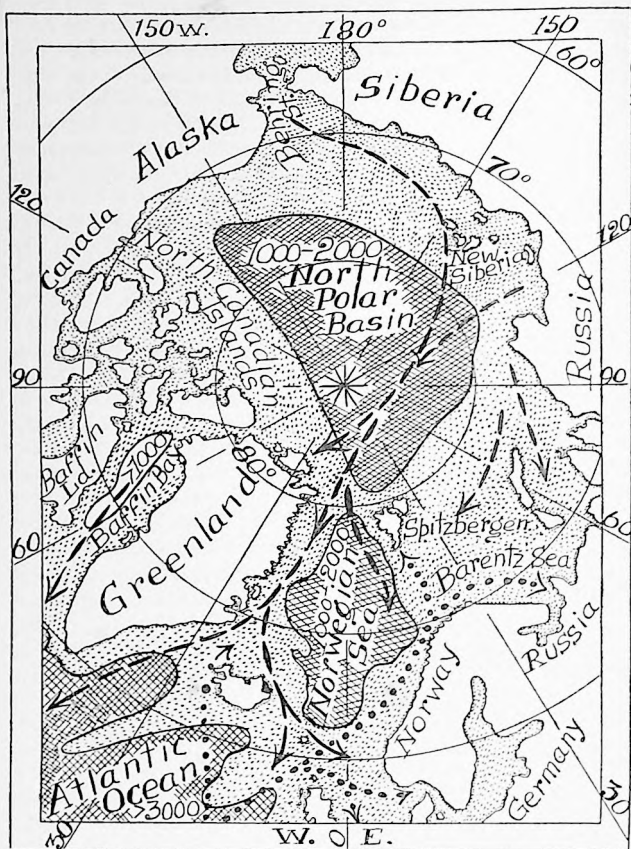 150 W.
180°
150
60°
Siberia
Alaska
Behring
St.
70°
120
Canada
120
New
Siberia
1000-2000
North
Polar
Basin
North Canadian
Islands
Russia
90
90
80°
Baffin
Ld.
1000
Baffin Bay
Greenland
Spitzbergen
60
Barentz Sea
60
1000-2000
Norwegian
Sea
Norway
Russia
Germany
Atlantic
Ocean
>3000
30
W. O E.
30